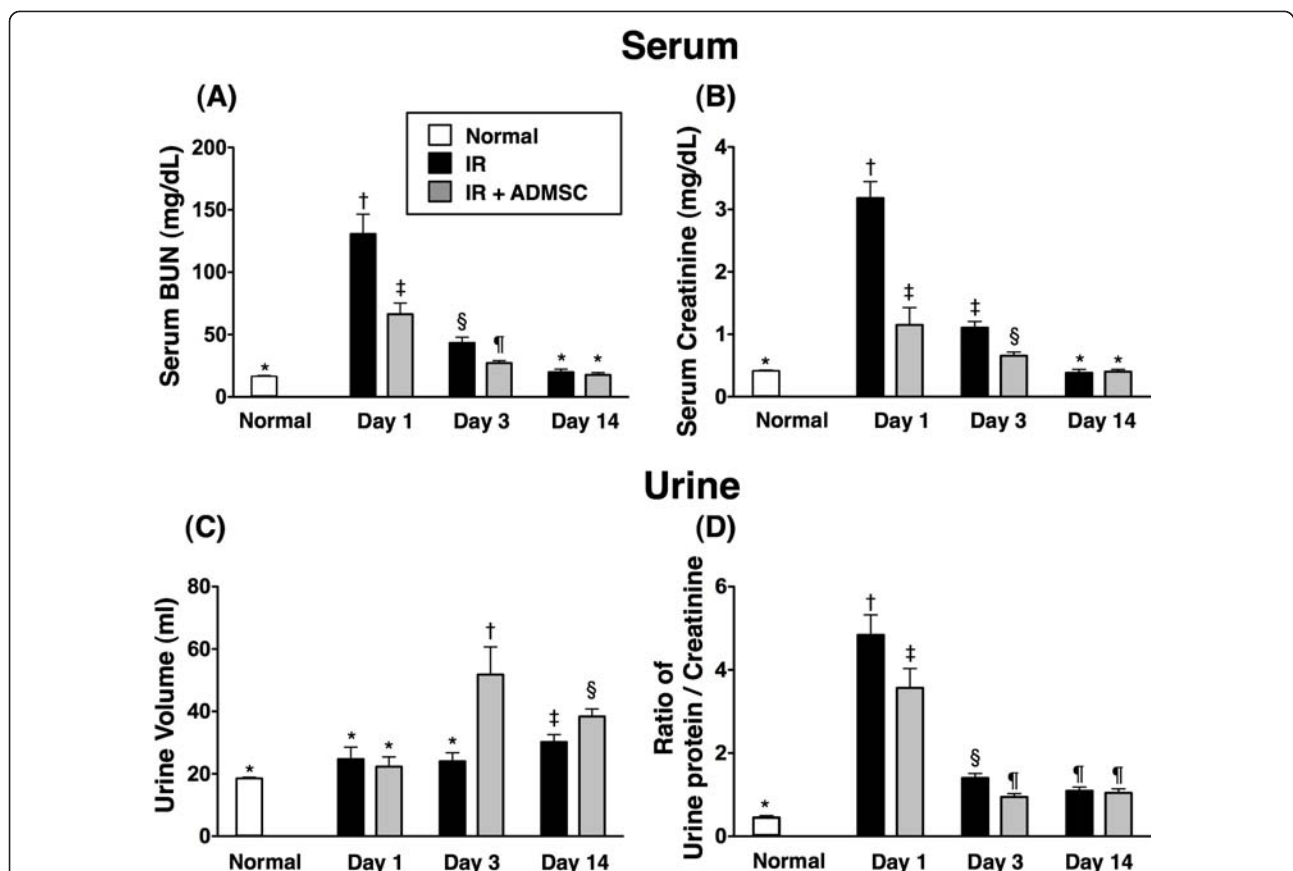 Serum
(A)
(B)
Normal
IR
IR + ADMSC
Serum BUN (mg/dL)
200
150
100
50
0
*
†
‡
§
¶
*
*
Normal
Day 1
Day 3
Day 14
Serum Creatinine (mg/dL)
4
3
2
1
0
*
†
‡
‡
§
*
*
Normal
Day 1
Day 3
Day 14
Urine
(C)
(D)
Urine Volume (ml)
80
60
40
20
0
*
*
*
*
†
‡
§
Normal
Day 1
Day 3
Day 14
Ratio of
Urine protein / Creatinine
6
4
2
0
*
†
‡
§
¶
¶
¶
Normal
Day 1
Day 3
Day 14